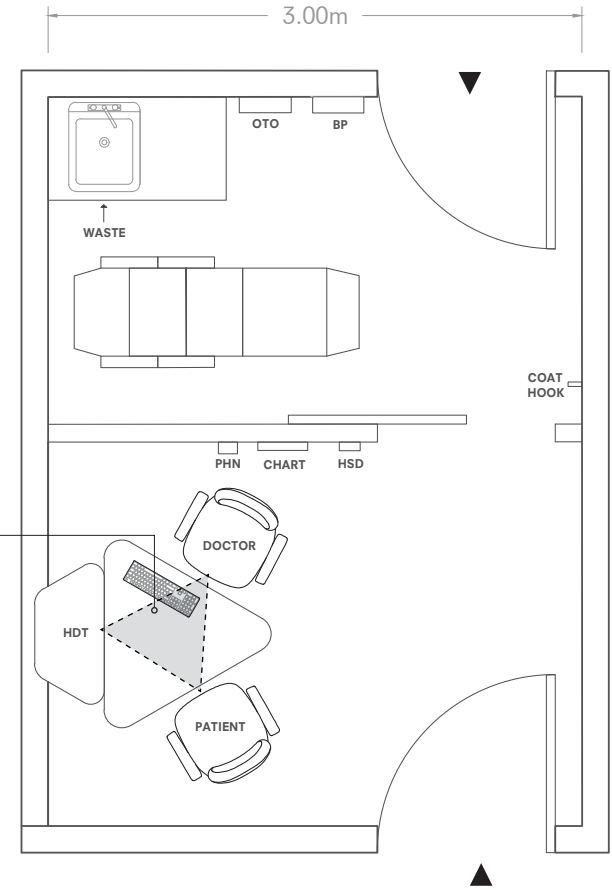 3.00m
OTO
BP
WASTE
COAT
HOOK
PHN
CHART
HSD
DOCTOR
HDT
PATIENT